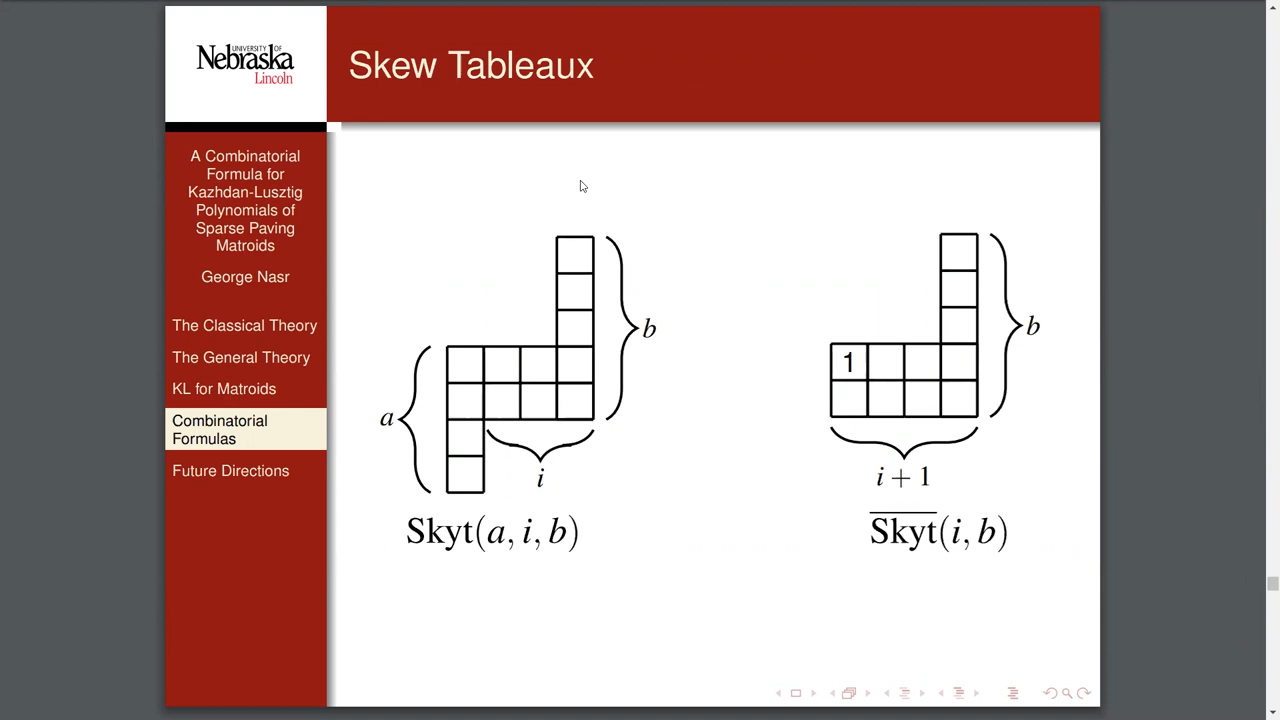 UNIVERSITY OF
Nebraska
Lincoln
Skew Tableaux
A Combinatorial
Formula for
Kazhdan-Lusztig
Polynomials of
Sparse Paving
Matroids
George Nasr
The Classical Theory
The General Theory
KL for Matroids
Combinatorial
Formulas
Future Directions
a
b
i
Skyt(a, i, b)
1
b
i + 1
S̅k̅y̅t̅(i, b)